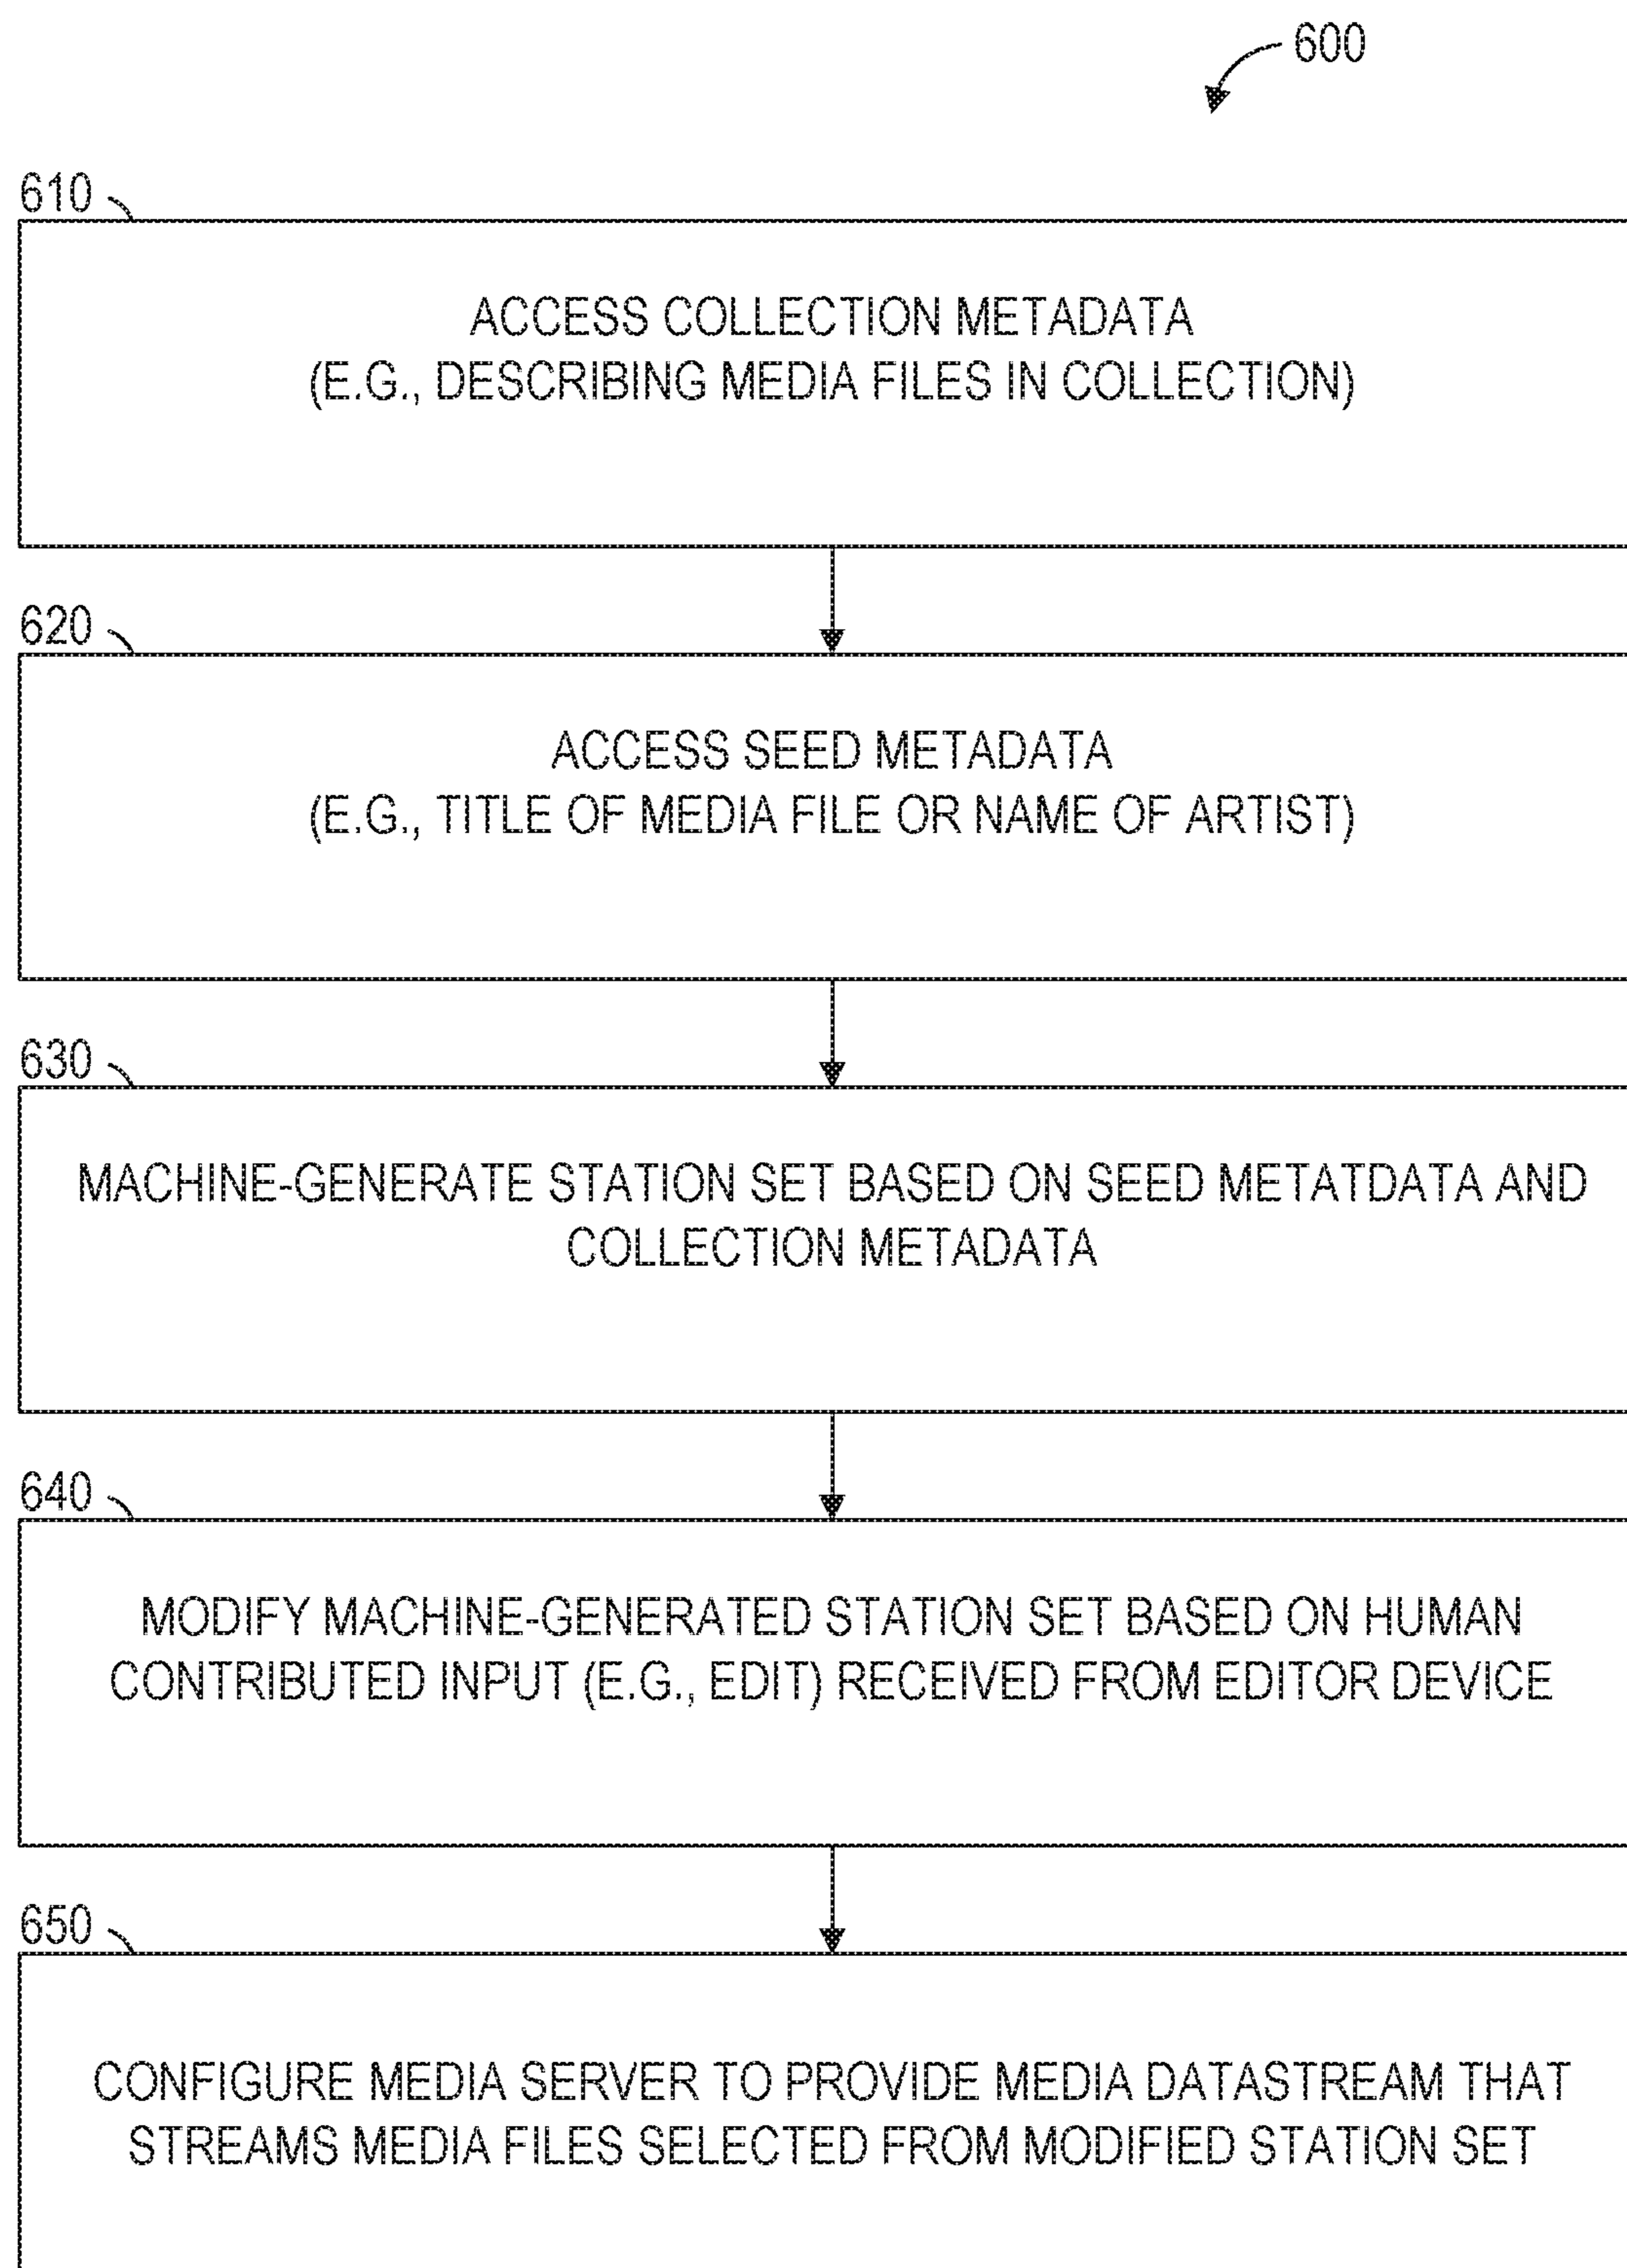 600
610
ACCESS COLLECTION METADATA
(E.G., DESCRIBING MEDIA FILES IN COLLECTION)
620
ACCESS SEED METADATA
(E.G., TITLE OF MEDIA FILE OR NAME OF ARTIST)
630
MACHINE-GENERATE STATION SET BASED ON SEED METATDATA AND
COLLECTION METADATA
640
MODIFY MACHINE-GENERATED STATION SET BASED ON HUMAN
CONTRIBUTED INPUT (E.G., EDIT) RECEIVED FROM EDITOR DEVICE
650
CONFIGURE MEDIA SERVER TO PROVIDE MEDIA DATASTREAM THAT
STREAMS MEDIA FILES SELECTED FROM MODIFIED STATION SET